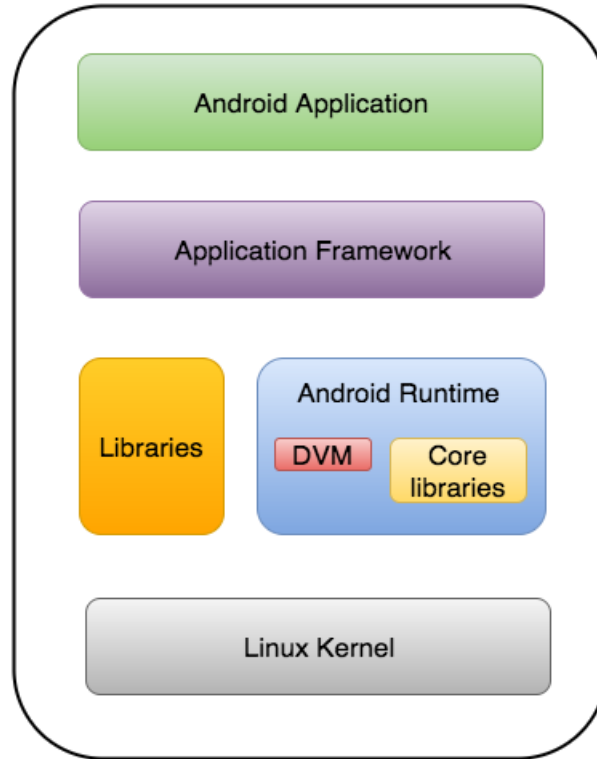 Android Application
Application Framework
Libraries
Android Runtime
DVM
Core
libraries
Linux Kernel